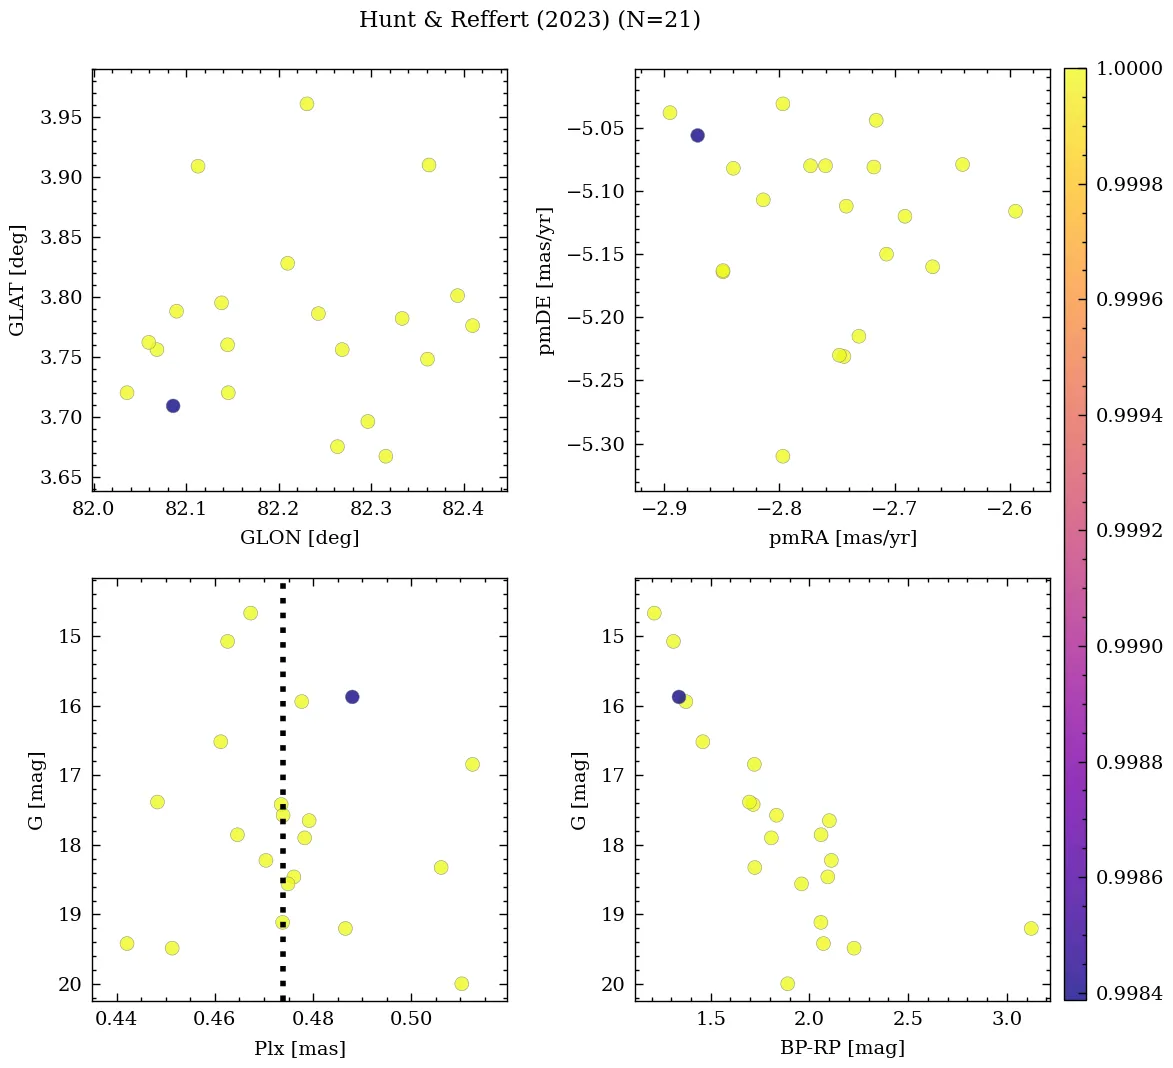 Hunt & Reffert (2023) (N=21)
3.95
3.90
3.85
3.80
3.75
3.70
3.65
GLAT [deg]
82.0 82.1 82.2 82.3 82.4
GLON [deg]
−5.05
−5.10
−5.15
−5.20
−5.25
−5.30
pmDE [mas/yr]
−2.9 −2.8 −2.7 −2.6
pmRA [mas/yr]
15
16
17
18
19
20
G [mag]
0.44 0.46 0.48 0.50
Plx [mas]
15
16
17
18
19
20
G [mag]
1.5 2.0 2.5 3.0
BP-RP [mag]
1.0000
0.9998
0.9996
0.9994
0.9992
0.9990
0.9988
0.9986
0.9984